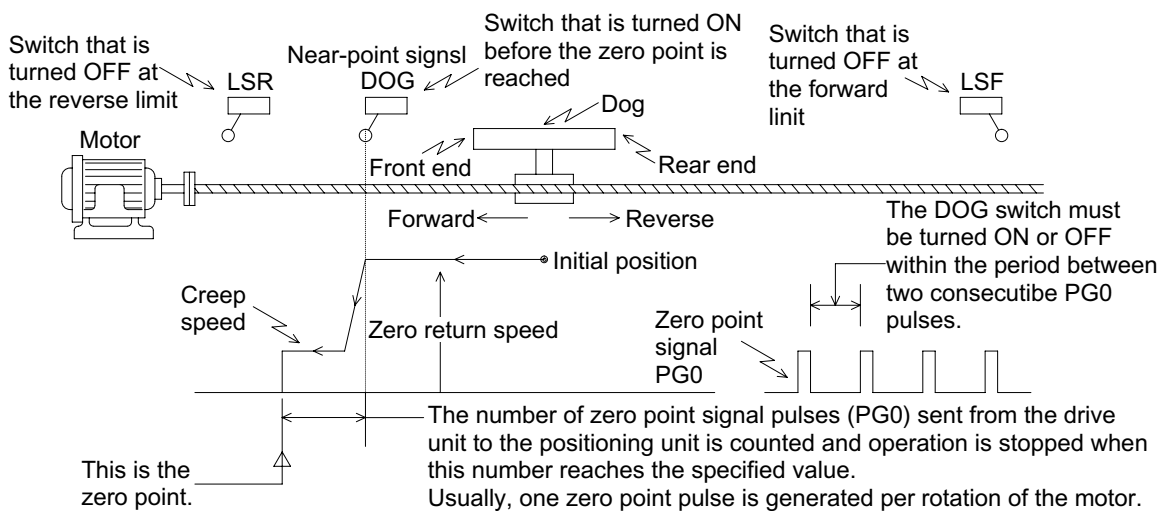 Switch that is
turned OFF at
the reverse limit
LSR
Near-point signsl
DOG
Switch that is turned ON
before the zero point is
reached
Switch that is
turned OFF at
the forward
linit
LSF
Motor
Dog
Front end
Rear end
Forward
Reverse
Initial position
The DOG switch must
be turned ON or OFF
within the period between
two consecutibe PG0
pulses.
Creep
speed
Zero return speed
Zero point
signal
PG0
The number of zero point signal pulses (PG0) sent from the drive
unit to the positioning unit is counted and operation is stopped when
this number reaches the specified value.
Usually, one zero point pulse is generated per rotation of the motor.
This is the
zero point.